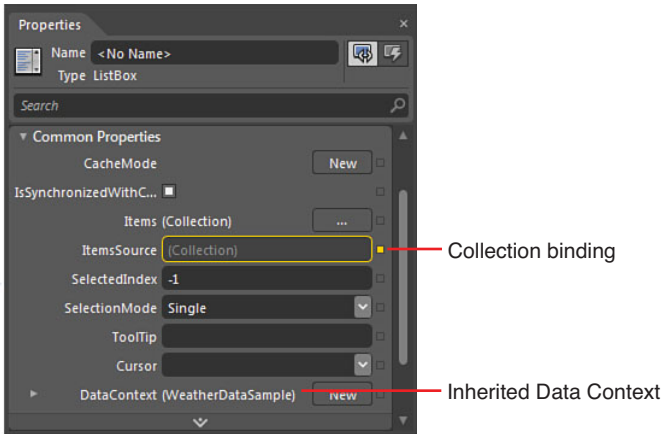 Properties ×
Name <No Name>
Type ListBox
Search
Common Properties
CacheMode New
IsSynchronizedWithC...
Items (Collection) ...
ItemsSource (Collection) Collection binding
SelectedIndex -1
SelectionMode Single
ToolTip
Cursor
DataContext (WeatherDataSample) New Inherited Data Context